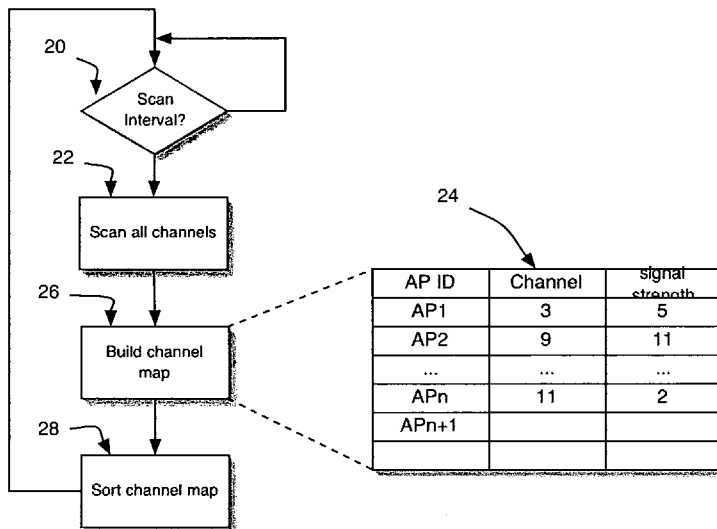 20
Scan
Interval?
22
Scan all channels
24
26
Build channel
map
AP ID Channel signal
strength
AP1 3 5
AP2 9 11
... ... ...
APn 11 2
APn+1
28
Sort channel map